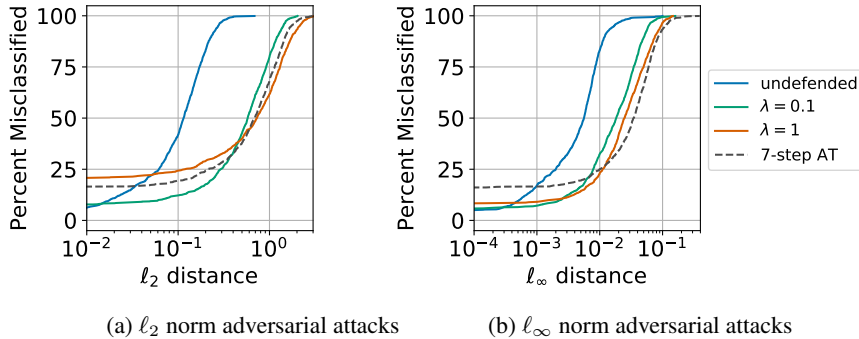 Percent Misclassified
100
75
50
25
0
10⁻² 10⁻¹ 10⁰
ℓ₂ distance
(a) ℓ₂ norm adversarial attacks
Percent Misclassified
100
75
50
25
0
10⁻⁴ 10⁻³ 10⁻² 10⁻¹
ℓ∞ distance
(b) ℓ∞ norm adversarial attacks
undefended
λ = 0.1
λ = 1
7-step AT